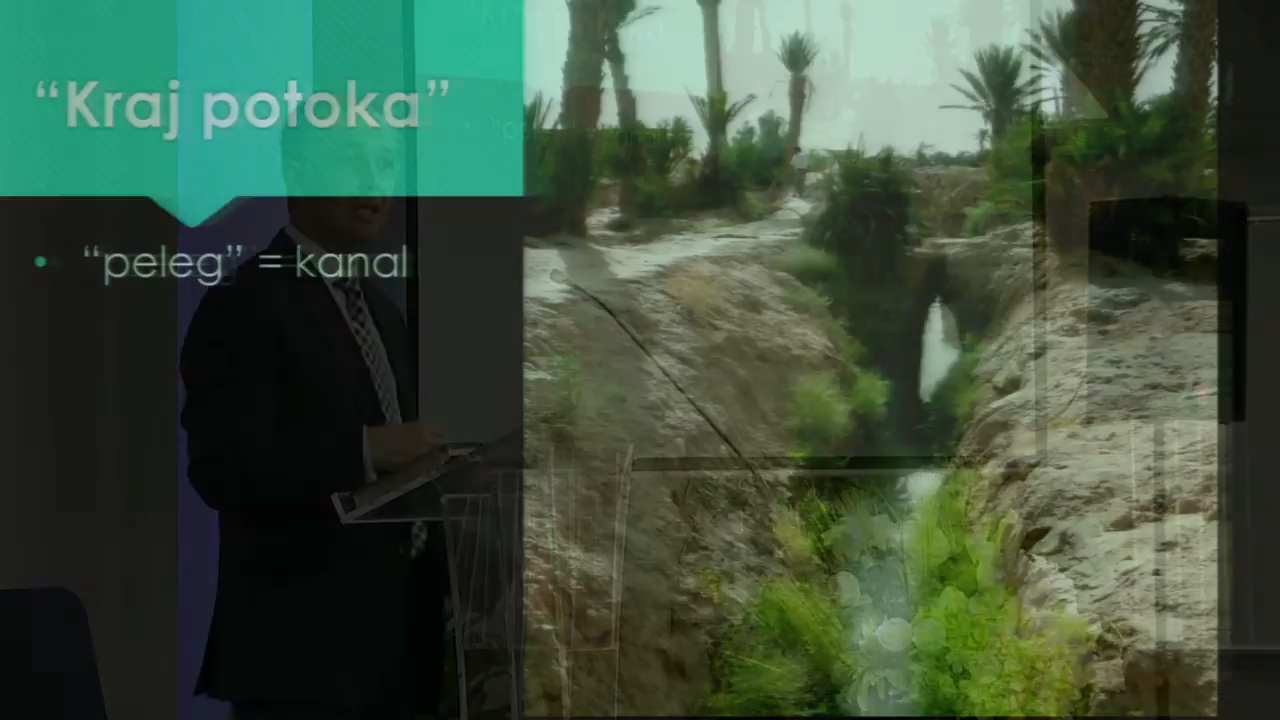 “Kraj potoka”
“peleg” = kanal